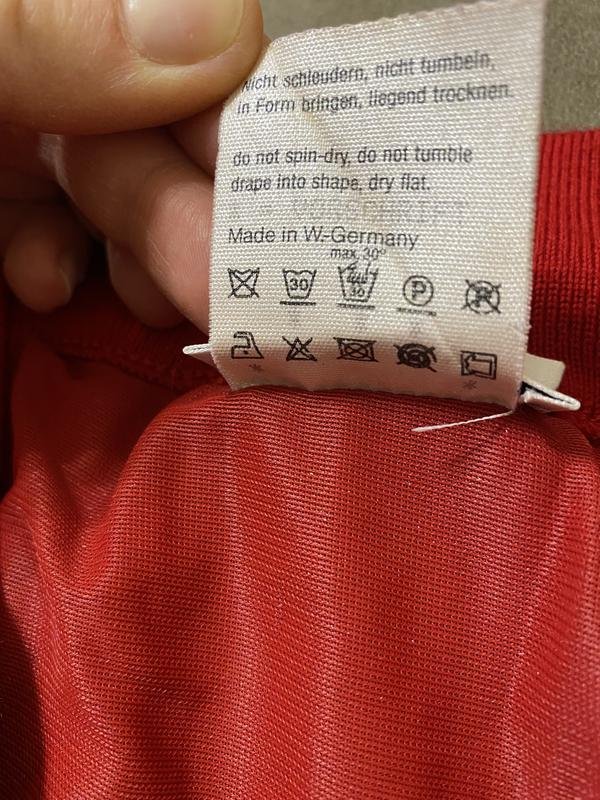 Nicht schleudern, nicht tumbeln,
in Form bringen, liegend trocknen.
do not spin-dry, do not tumble
drape into shape, dry flat.
Made in W.-Germany
max. 30°
30 30 P